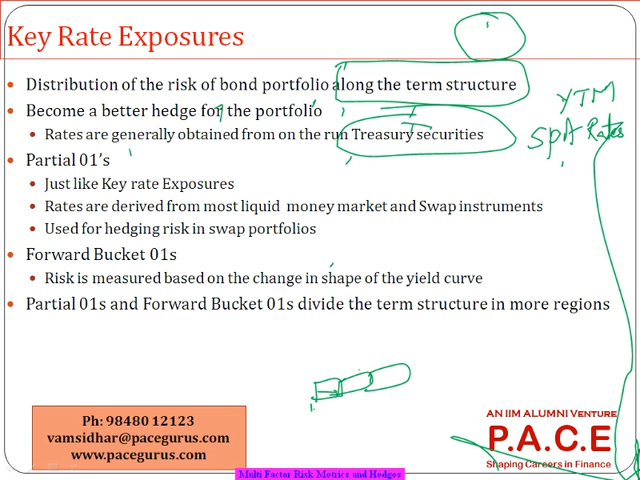 Key Rate Exposures
Distribution of the risk of bond portfolio along the term structure
Become a better hedge for the portfolio
Rates are generally obtained from on the run Treasury securities
YTM
Spot Rates
Partial 01's
Just like Key rate Exposures
Rates are derived from most liquid money market and Swap instruments
Used for hedging risk in swap portfolios
Forward Bucket 01s
Risk is measured based on the change in shape of the yield curve
Partial 01s and Forward Bucket 01s divide the term structure in more regions
Ph: 98480 12123
vamsidhar@pacegurus.com
www.pacegurus.com
AN IIM ALUMNI VENTURE
P.A.C.E
Shaping Careers in Finance
Multi Factor Risk Metrics and Hedges